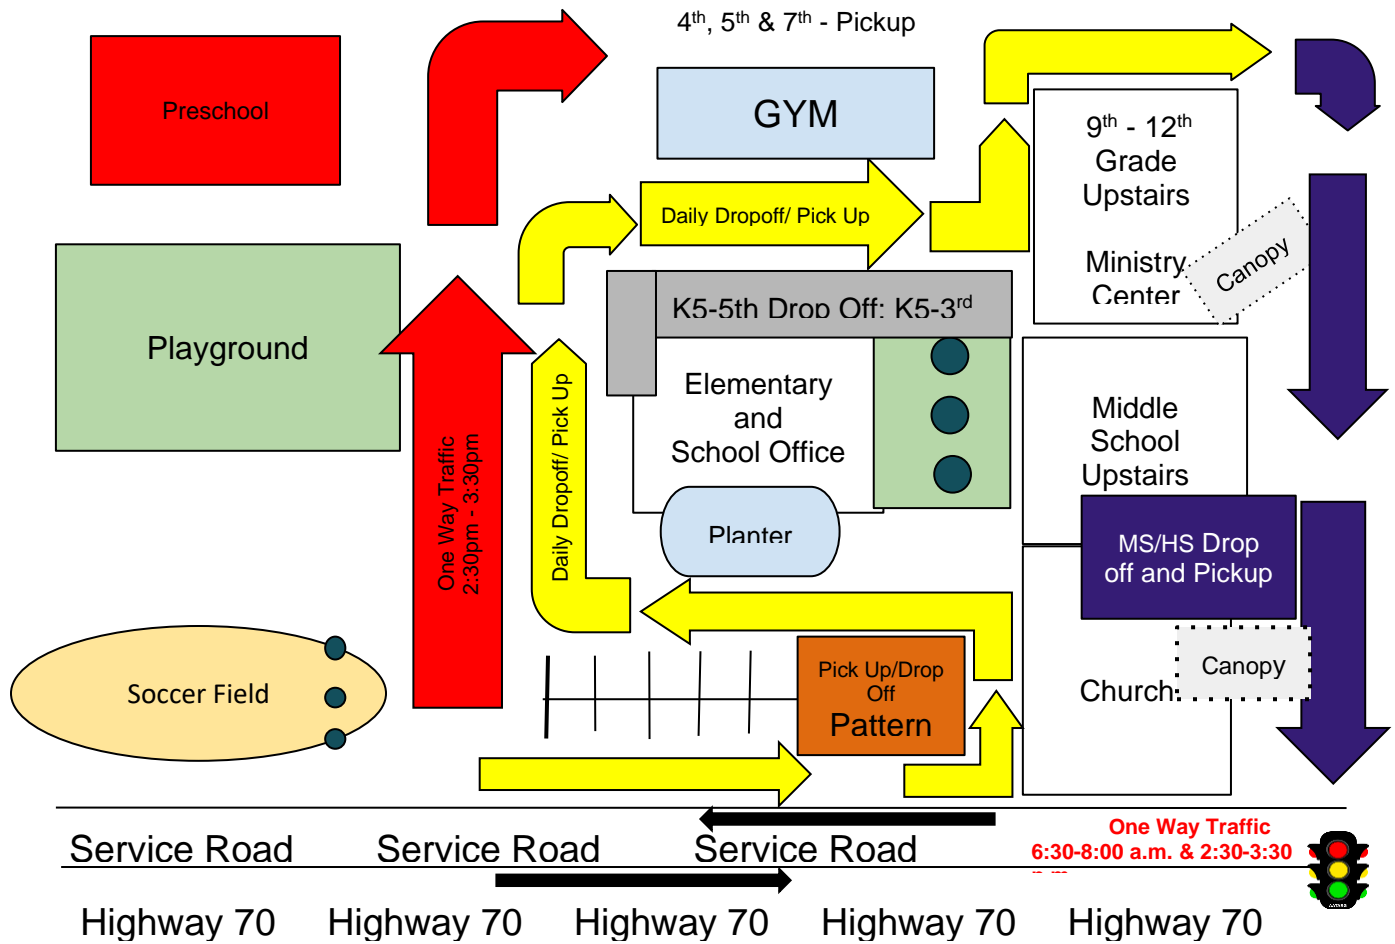 4th, 5th & 7th - Pickup
Preschool
GYM
9th - 12th
Grade
Upstairs
Ministry
Center
Canopy
Daily Dropoff/ Pick Up
K5-5th Drop Off: K5-3rd
Playground
Elementary
and
School Office
Middle
School
Upstairs
One Way Traffic
2:30pm - 3:30pm
Daily Dropoff/ Pick Up
Planter
MS/HS Drop
off and Pickup
Soccer Field
Pick Up/Drop
Off
Pattern
Church
Canopy
One Way Traffic
6:30-8:00 a.m. & 2:30-3:30
Service Road
Service Road
Service Road
Highway 70
Highway 70
Highway 70
Highway 70
Highway 70